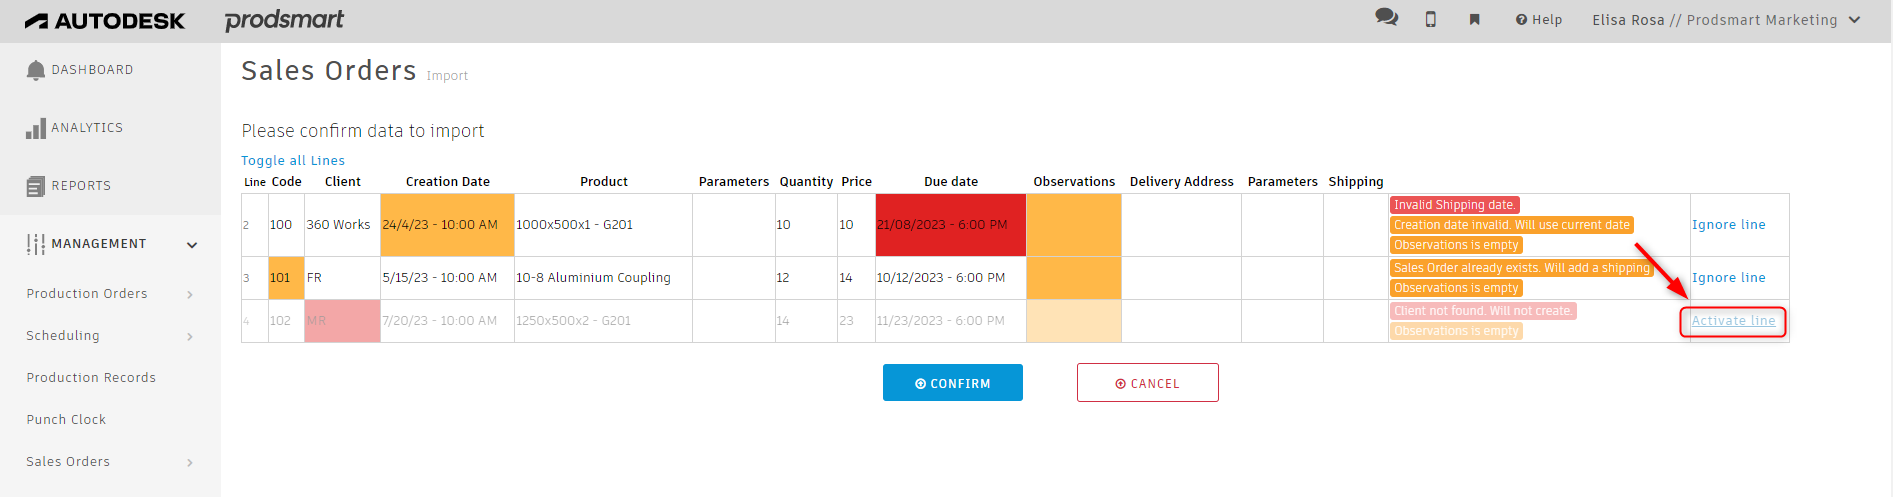 AUTODESK prodsmart Help Elisa Rosa // Prodsmart Marketing
DASHBOARD
ANALYTICS
REPORTS
MANAGEMENT
Production Orders
Scheduling
Production Records
Punch Clock
Sales Orders
Sales Orders Import
Please confirm data to import
Toggle all Lines
Line Code Client Creation Date Product Parameters Quantity Price Due date Observations Delivery Address Parameters Shipping
2 100 360 Works 24/4/23 - 10:00 AM 1000x500x1 - G201 10 10 21/08/2023 - 6:00 PM
Invalid Shipping date.
Creation date invalid. Will use current date
Observations is empty
Ignore line
3 101 FR 5/15/23 - 10:00 AM 10-8 Aluminium Coupling 12 14 10/12/2023 - 6:00 PM
Sales Order already exists. Will add a shipping
Observations is empty
Ignore line
4 102 MR 7/20/23 - 10:00 AM 1250x500x2 - G201 14 23 11/23/2023 - 6:00 PM
Client not found. Will not create.
Observations is empty
Activate line
CONFIRM CANCEL